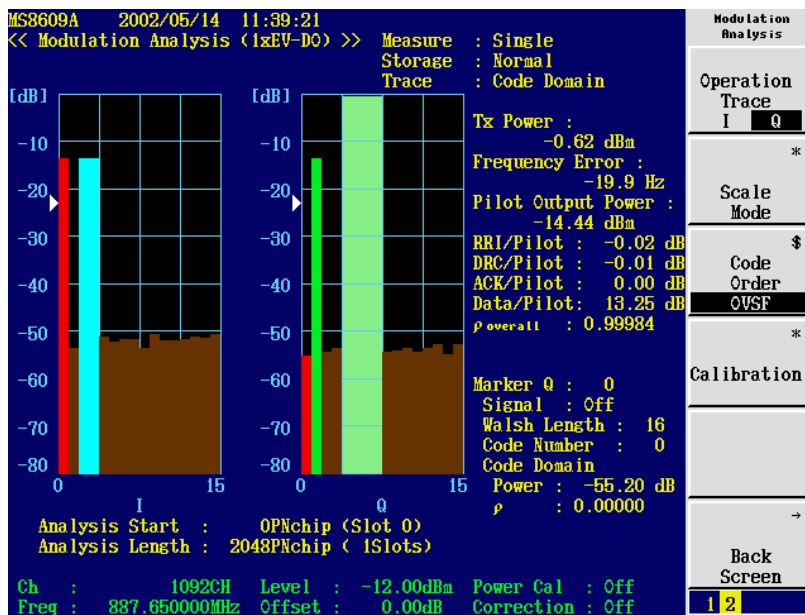 MS8609A 2002/05/14 11:39:21
<< Modulation Analysis (1xEV-DO) >> Measure : Single
Storage : Normal
Trace : Code Domain
[dB]
-10
-20
-30
-40
-50
-60
-70
-80
0 15
I
[dB]
-10
-20
-30
-40
-50
-60
-70
-80
0 15
Q
Tx Power :
-0.62 dBm
Frequency Error :
-19.9 Hz
Pilot Output Power :
-14.44 dBm
RRI/Pilot : -0.02 dB
DRC/Pilot : -0.01 dB
ACK/Pilot : 0.00 dB
Data/Pilot: 13.25 dB
ρ overall : 0.99984
Marker Q : 0
Signal : Off
Walsh Length : 16
Code Number : 0
Code Domain
Power : -55.20 dB
ρ : 0.00000
Analysis Start : 0PNchip (Slot 0)
Analysis Length : 2048PNchip ( 1Slots)
Ch : 1092CH Level : -12.00dBm Power Cal : Off
Freq : 887.650000MHz Offset : 0.00dB Correction : Off
Modulation
Analysis
Operation
Trace
I Q
*
Scale
Mode
$
Code
Order
OVSF
*
Calibration
→
Back
Screen
1 2